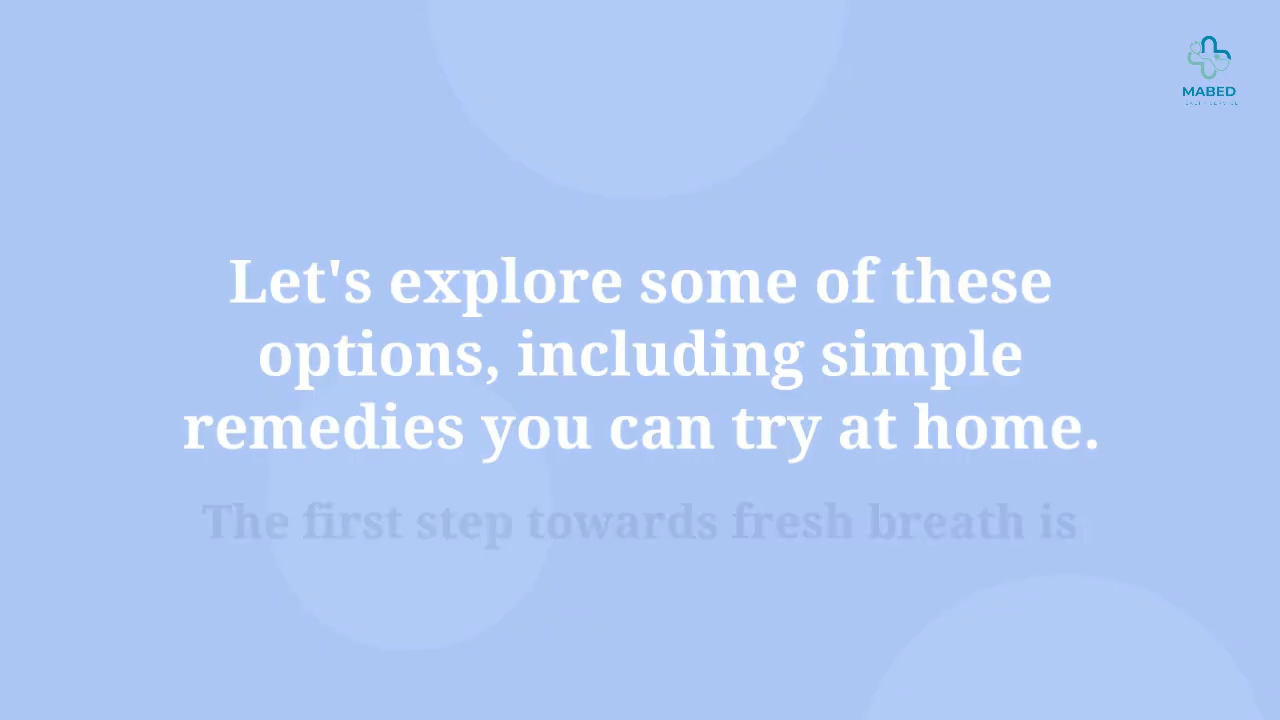 MABED
Let's explore some of these
options, including simple
remedies you can try at home.
The first step towards fresh breath is